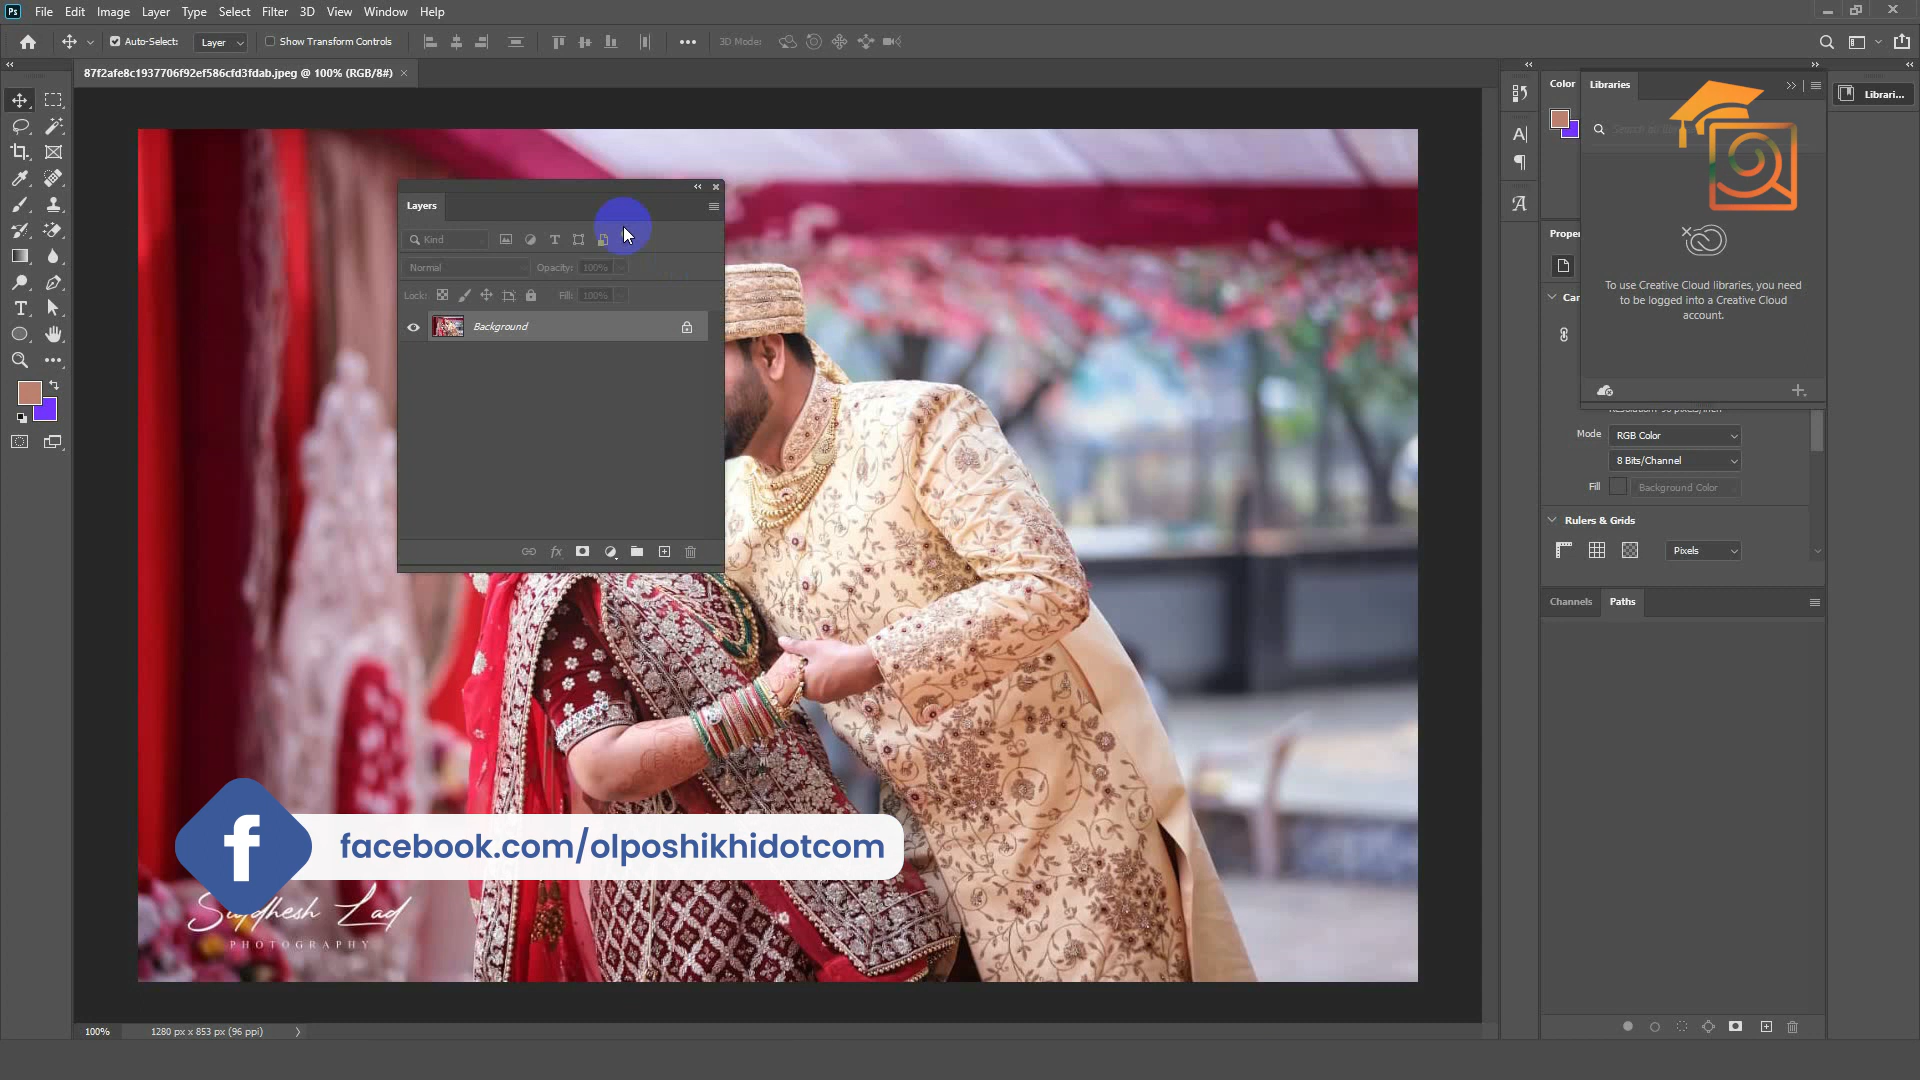 Ps File Edit Image Layer Type Select Filter 3D View Window Help
Auto-Select: Layer Show Transform Controls 3D Mode:
87f2afe8c1937706f92ef586cfd3fdab.jpeg @ 100% (RGB/8#)
Layers
Kind
Normal Opacity: 100%
Lock: Fill: 100%
Background
fx
Color Libraries
Librari...
Proper
To use Creative Cloud libraries, you need
to be logged into a Creative Cloud
account.
Can
Mode RGB Color
8 Bits/Channel
Fill Background Color
Rulers & Grids
Pixels
Channels Paths
f facebook.com/olposhikhidotcom
Lad
PHOTOGRAPHY
100% 1280 px x 853 px (96 ppi)